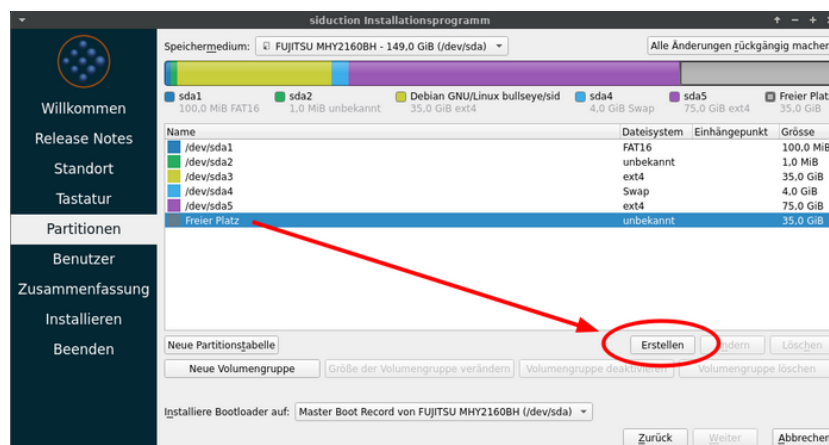 siduction Installationsprogramm
Speichermedium: FUJITSU MHY2160BH - 149,0 GiB (/dev/sda) Alle Änderungen rückgängig machen
sda1 sda2 Debian GNU/Linux bullseye/sid sda4 sda5 Freier Platz
100,0 MiB FAT16 1,0 MiB unbekannt 35,0 GiB ext4 4,0 GiB Swap 75,0 GiB ext4 35,0 GiB
Willkommen
Release Notes
Standort
Tastatur
Partitionen
Benutzer
Zusammenfassung
Installieren
Beenden
Name Dateisystem Einhängepunkt Grösse
/dev/sda1 FAT16 100,0 MiB
/dev/sda2 unbekannt 1,0 MiB
/dev/sda3 ext4 35,0 GiB
/dev/sda4 Swap 4,0 GiB
/dev/sda5 ext4 75,0 GiB
Freier Platz unbekannt 35,0 GiB
Neue Partitionstabelle Erstellen Ändern Löschen
Neue Volumengruppe Größe der Volumengruppe verändern Volumengruppe deaktivieren Volumengruppe löschen
Installiere Bootloader auf: Master Boot Record von FUJITSU MHY2160BH (/dev/sda)
Zurück Weiter Abbrechen